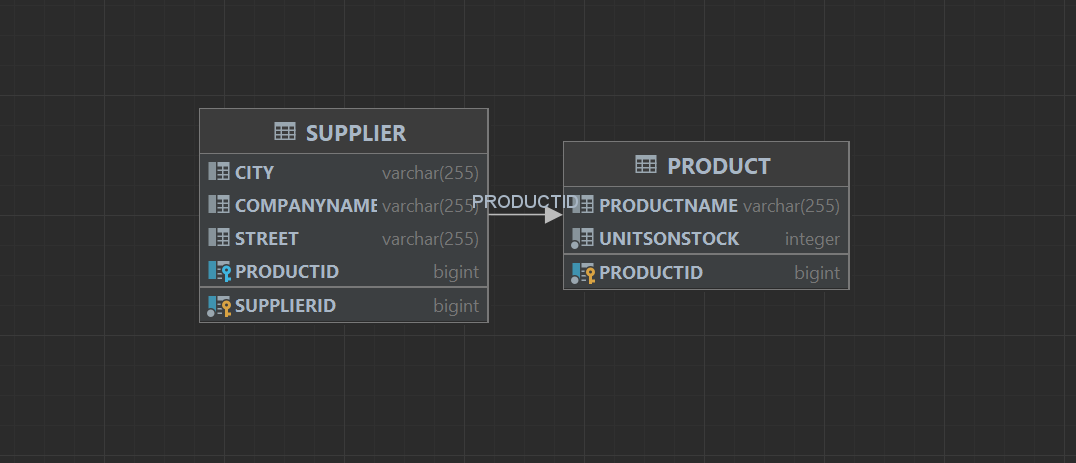 SUPPLIER
CITY varchar(255)
COMPANYNAME varchar(255)
STREET varchar(255)
PRODUCTID bigint
SUPPLIERID bigint
PRODUCTID
PRODUCT
PRODUCTNAME varchar(255)
UNITSONSTOCK integer
PRODUCTID bigint